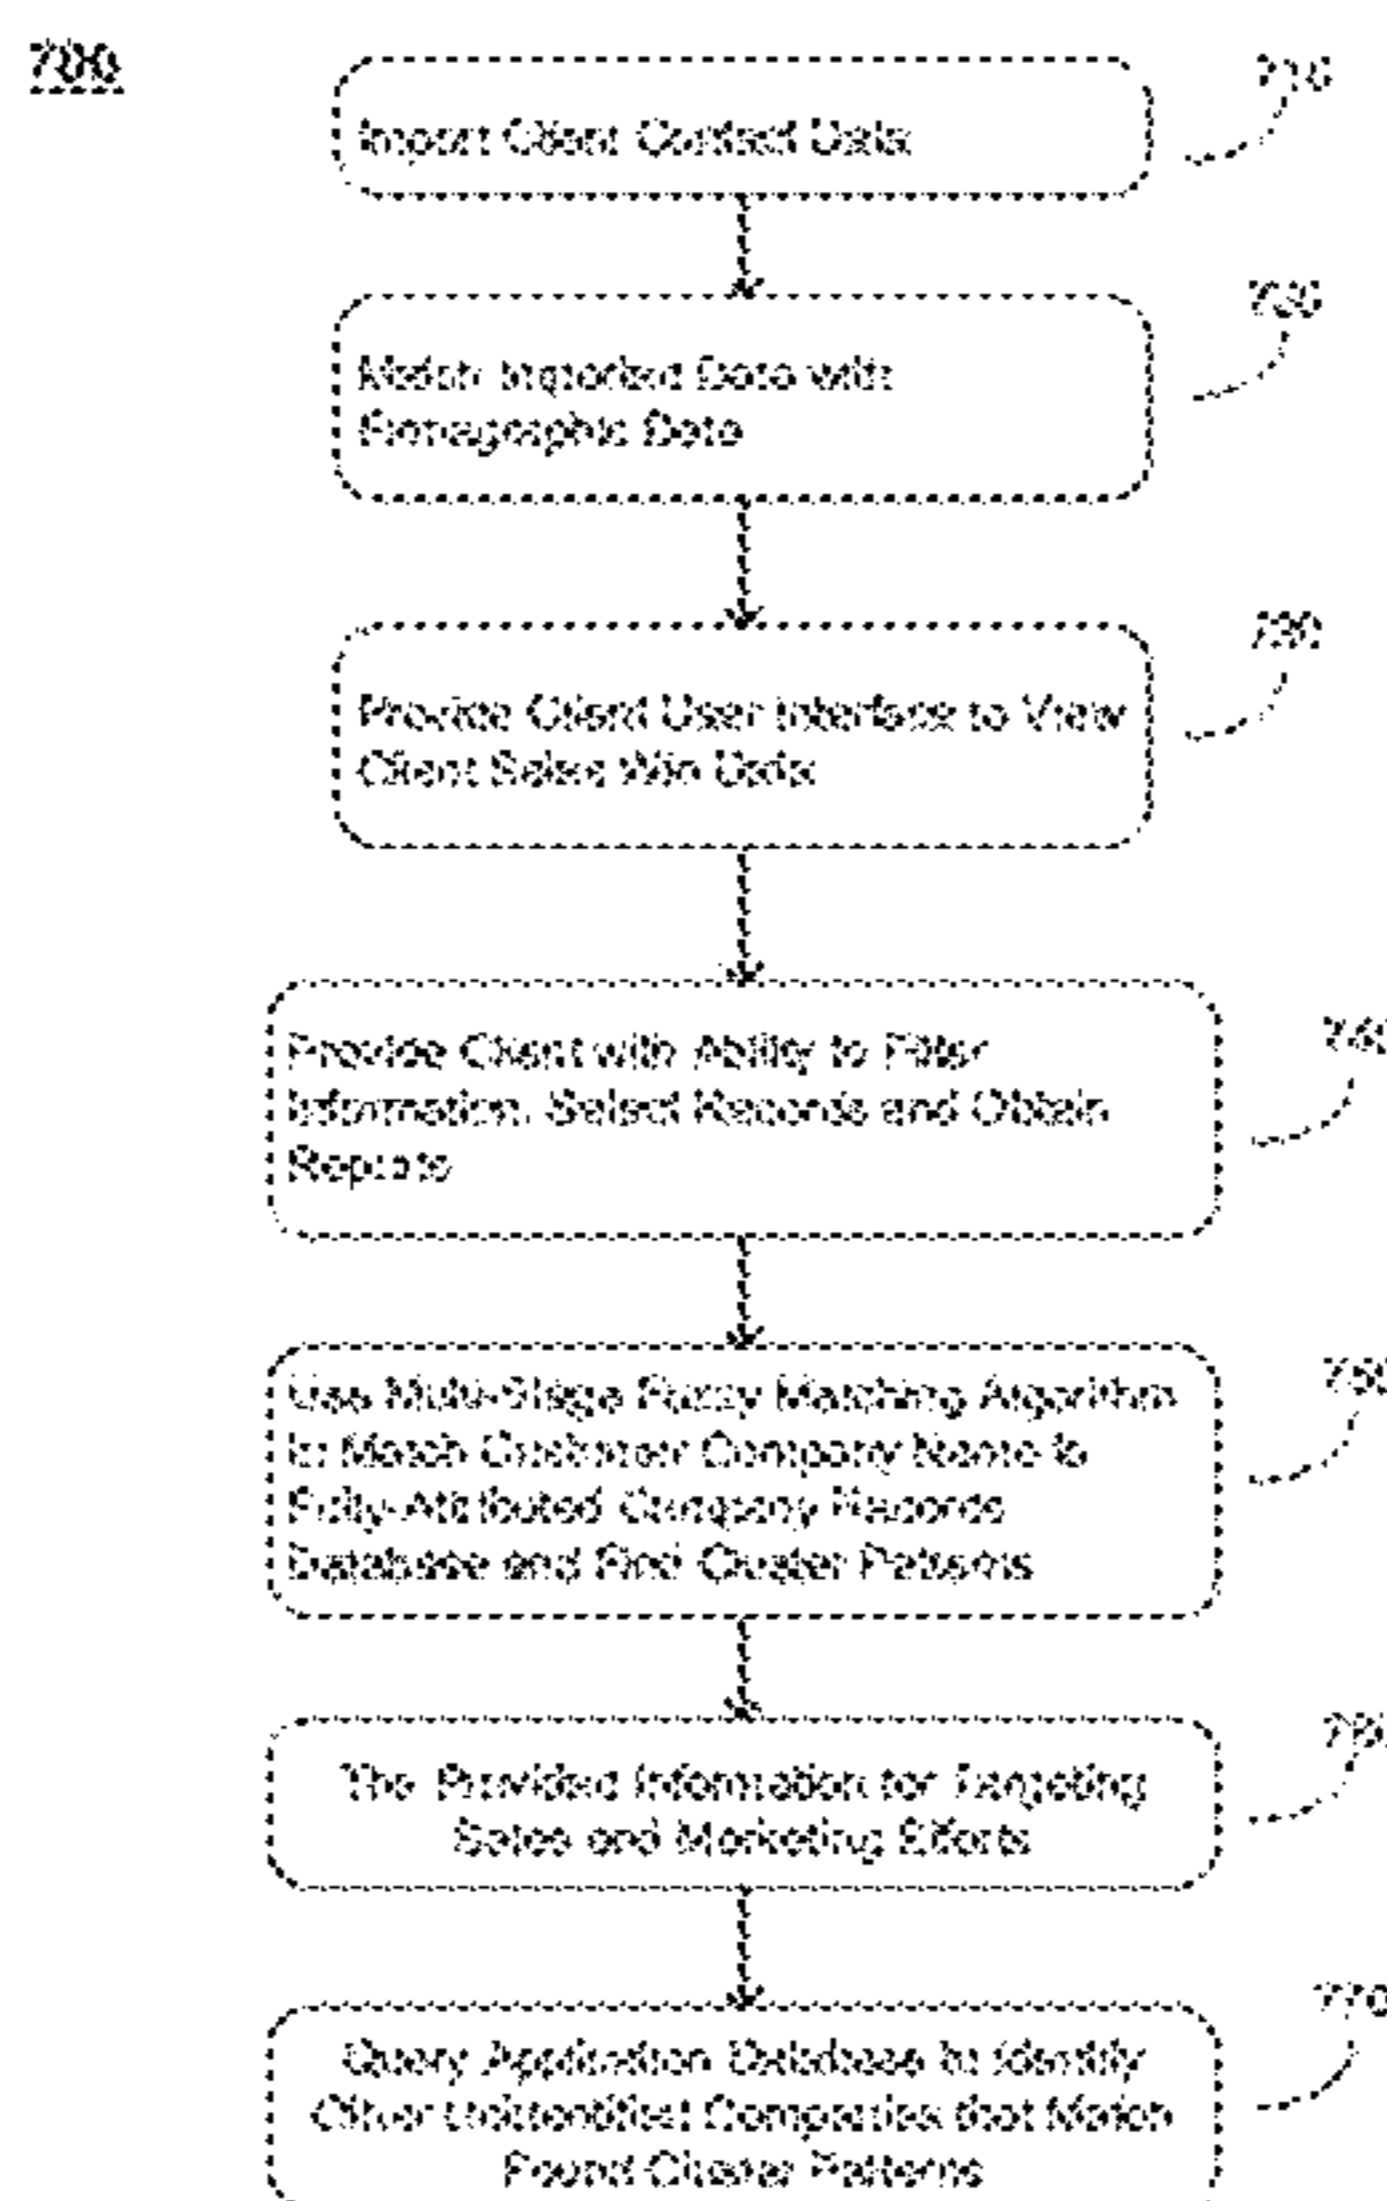 700
710
Import Client Contact Data
720
Match Imported Data with
Firmographic Data
730
Provide Client User Interface to View
Client Sales Win Data
740
Provide Client with Ability to Filter
Information, Select Records and Obtain
Reports
750
Use Multi-Stage Fuzzy Matching Algorithm
to Match Customer Company Name to
Fully-Attributed Company Records
Database and Find Cluster Patterns
760
The Provided Information for Targeting
Sales and Marketing Efforts
770
Query Application Database to Identify
Other Unidentified Companies that Match
Found Cluster Patterns